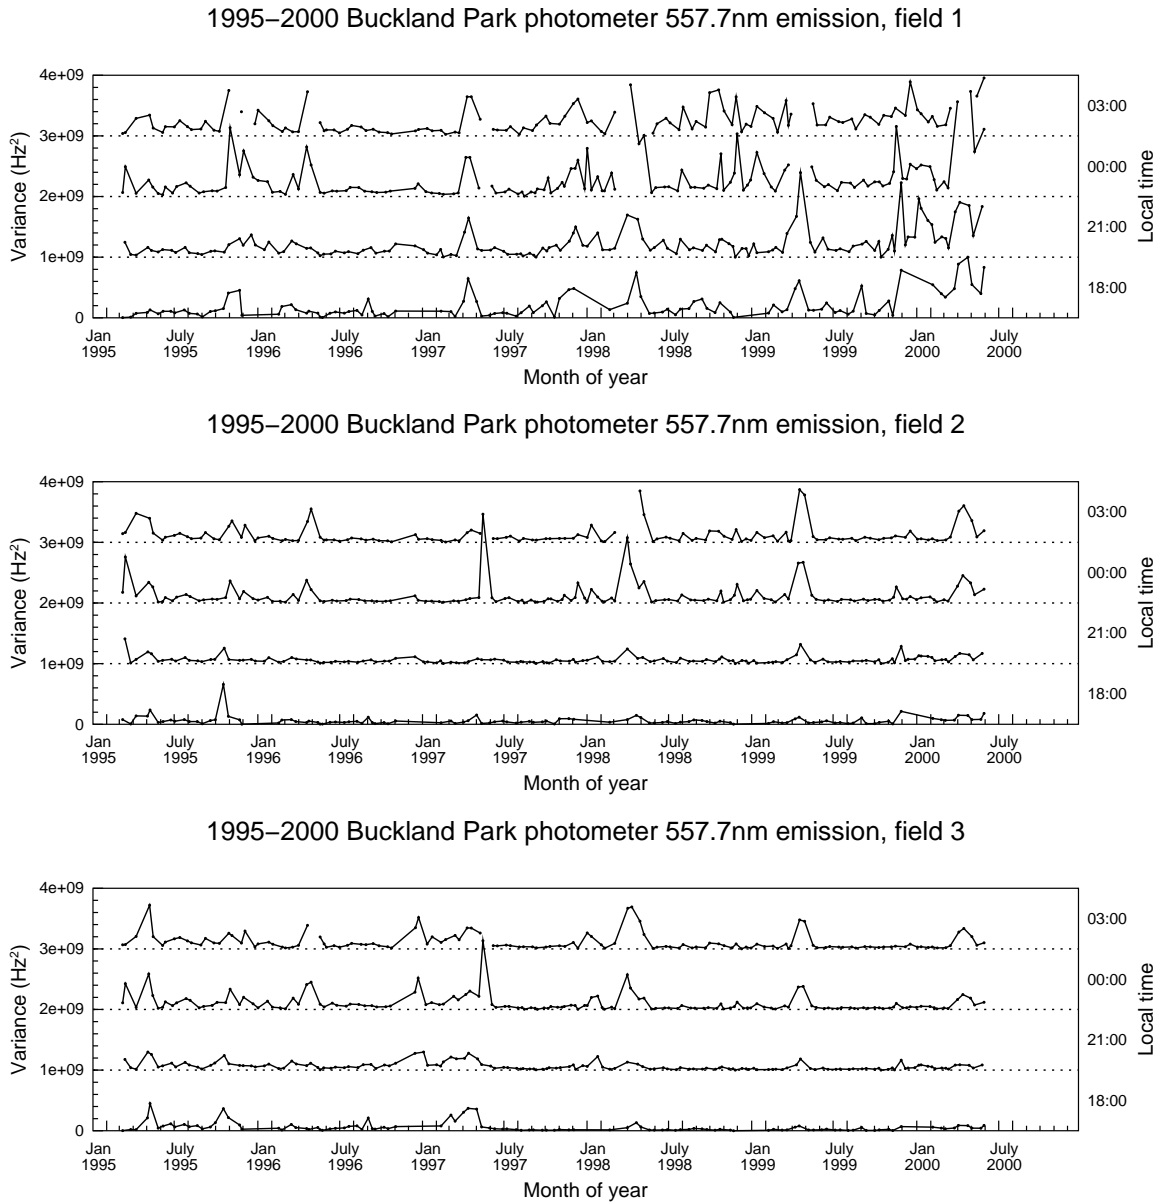 1995−2000 Buckland Park photometer 557.7nm emission, field 1
4e+09
3e+09
2e+09
1e+09
0
Variance (Hz²)
03:00
00:00
21:00
18:00
Local time
Jan July Jan July Jan July Jan July Jan July Jan July
1995 1995 1996 1996 1997 1997 1998 1998 1999 1999 2000 2000
Month of year
1995−2000 Buckland Park photometer 557.7nm emission, field 2
4e+09
3e+09
2e+09
1e+09
0
Variance (Hz²)
03:00
00:00
21:00
18:00
Local time
Jan July Jan July Jan July Jan July Jan July Jan July
1995 1995 1996 1996 1997 1997 1998 1998 1999 1999 2000 2000
Month of year
1995−2000 Buckland Park photometer 557.7nm emission, field 3
4e+09
3e+09
2e+09
1e+09
0
Variance (Hz²)
03:00
00:00
21:00
18:00
Local time
Jan July Jan July Jan July Jan July Jan July Jan July
1995 1995 1996 1996 1997 1997 1998 1998 1999 1999 2000 2000
Month of year